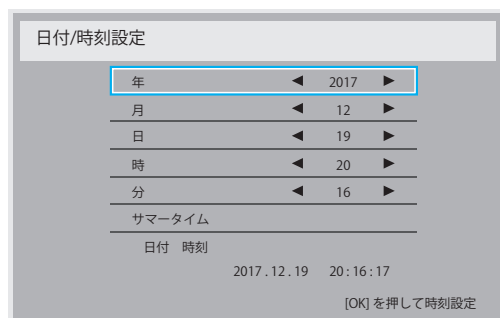 日付/時刻設定
年 ◀ 2017 ▶
月 ◀ 12 ▶
日 ◀ 19 ▶
時 ◀ 20 ▶
分 ◀ 16 ▶
サマータイム
日付 時刻
2017 . 12 . 19 20 : 16 : 17
[OK] を押して時刻設定